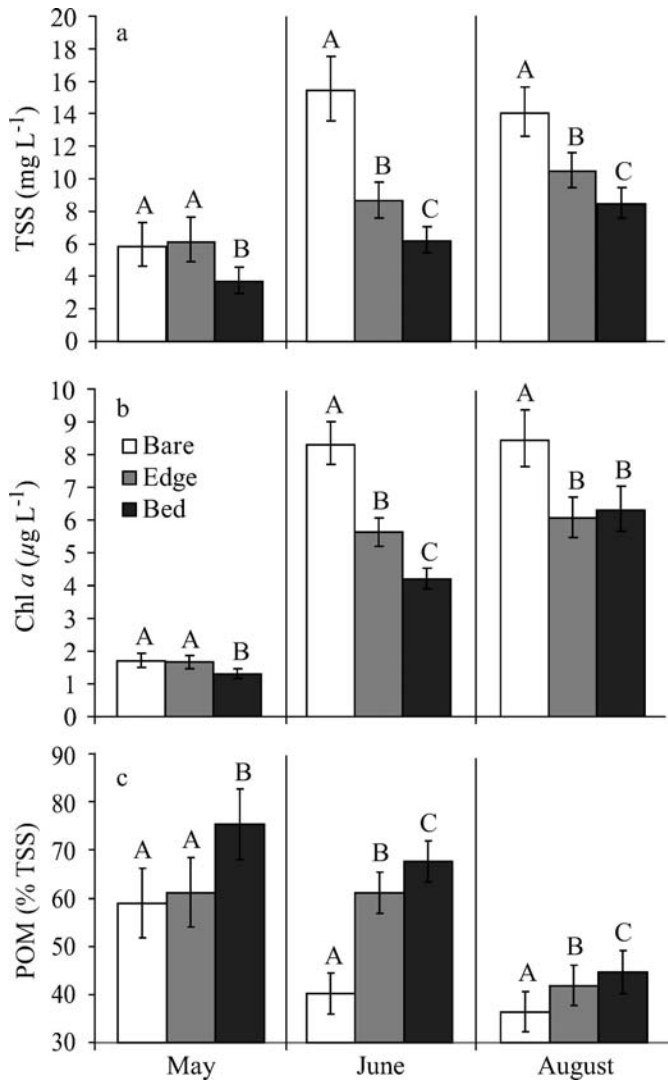 a
TSS (mg L⁻¹)
20
18
16
14
12
10
8
6
4
2
0
A
A
B
A
B
C
A
B
C
b
Bare
Edge
Bed
Chl a (µg L⁻¹)
10
9
8
7
6
5
4
3
2
1
0
A
A
B
A
B
C
A
B
B
c
POM (% TSS)
90
80
70
60
50
40
30
A
A
B
A
B
C
A
B
C
May
June
August